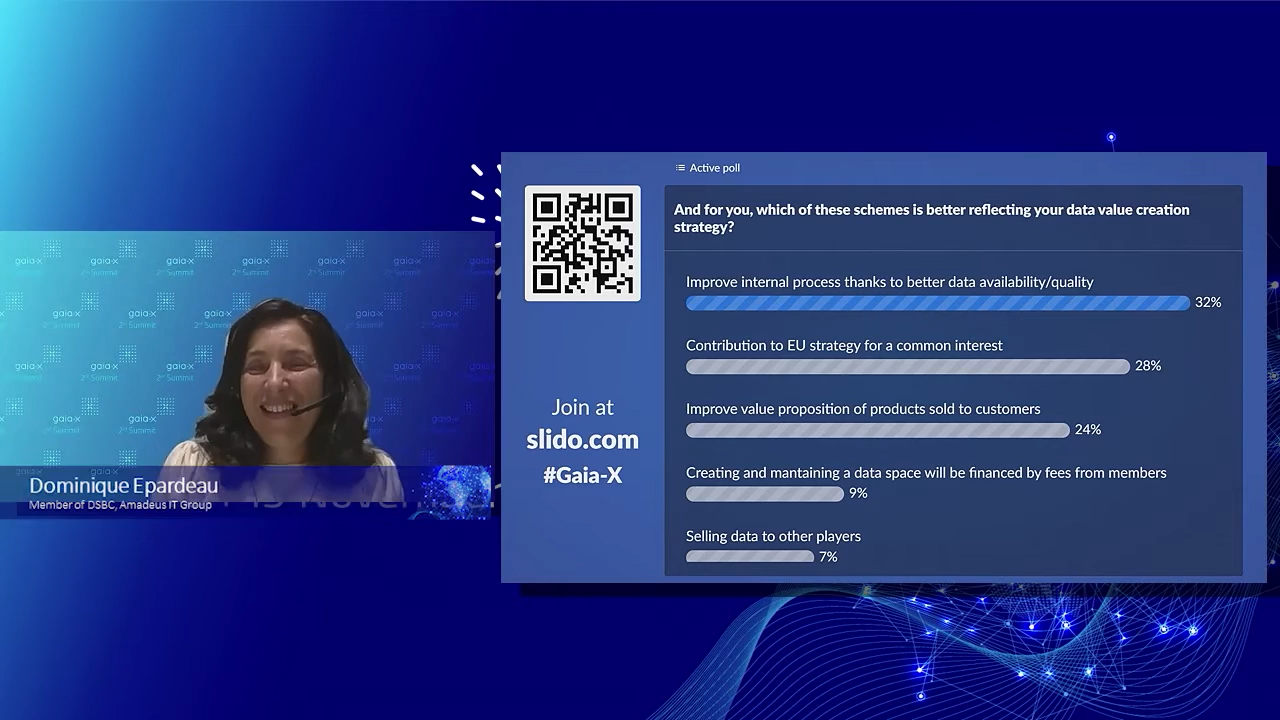 Active poll
And for you, which of these schemes is better reflecting your data value creation
strategy?
Improve internal process thanks to better data availability/quality
32%
Contribution to EU strategy for a common interest
28%
Improve value proposition of products sold to customers
24%
Creating and mantaining a data space will be financed by fees from members
9%
Selling data to other players
7%
Join at
slido.com
#Gaia-X
gaia-x
2nd Summit
Dominique Epardeau
Member of DSBC, Amadeus IT Group